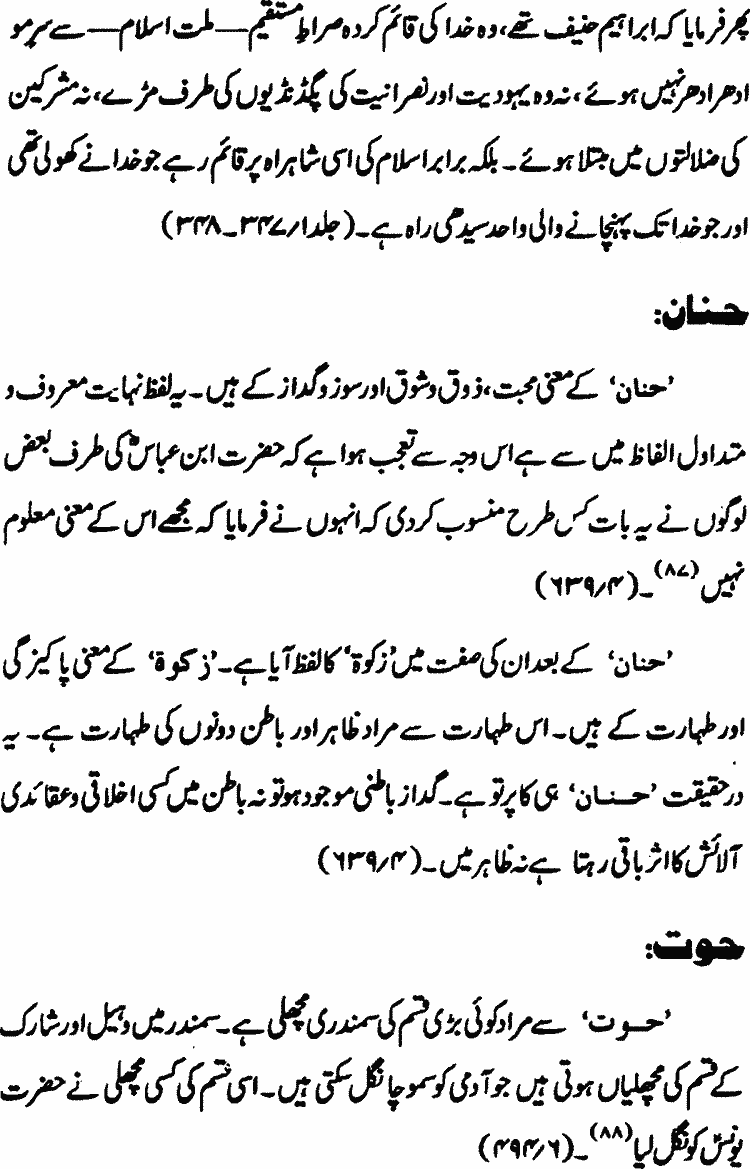 پھر فرمایا کہ ابراہیم حنیف تھے، وہ خدا کی قائم کردہ صراطِ مستقیم — ملت اسلام — سے سرِ مو
ادھر ادھر نہیں ہوئے، نہ وہ یہودیت اور نصرانیت کی پگڈنڈیوں کی طرف مڑے، نہ مشرکین
کی ضلالتوں میں مبتلا ہوئے۔ بلکہ برابر اسلام کی اسی شاہراہ پر قائم رہے جو خدا نے کھولی تھی
اور جو خدا تک پہنچانے والی واحد سیدھی راہ ہے۔ (جلد۱/ ۳۴۷۔۳۴۸)
حنان:
’حنان‘ کے معنی محبت، ذوق و شوق اور سوز و گداز کے ہیں۔ یہ لفظ نہایت معروف و
متداول الفاظ میں سے ہے اس وجہ سے تعجب ہوا ہے کہ حضرت ابن عباسؓ کی طرف بعض
لوگوں نے یہ بات کس طرح منسوب کر دی کہ انہوں نے فرمایا کہ مجھے اس کے معنی معلوم
نہیں (۸۷)۔ (۴/ ۶۳۹)
’حنان‘ کے بعد ان کی صفت میں ’زکوٰۃ‘ کا لفظ آیا ہے۔ ’زکوۃ‘ کے معنی پاکیزگی
اور طہارت کے ہیں۔ اس طہارت سے مراد ظاہر اور باطن دونوں کی طہارت ہے۔ یہ
درحقیقت ’حنان‘ ہی کا پرتو ہے۔ گداز باطنی موجود ہو تو نہ باطن میں کسی اخلاقی و عقائدی
آلائش کا اثر باقی رہتا ہے نہ ظاہر میں۔ (۴/ ۶۳۹)
حوت:
’حوت‘ سے مراد کوئی بڑی قسم کی سمندری مچھلی ہے۔ سمندر میں وہیل اور شارک
کے قسم کی مچھلیاں ہوتی ہیں جو آدمی کو سموچا نگل سکتی ہیں۔ اسی قسم کی کسی مچھلی نے حضرت
یونسؑ کو نگل لیا (۸۸)۔ (۶/ ۴۹۴)